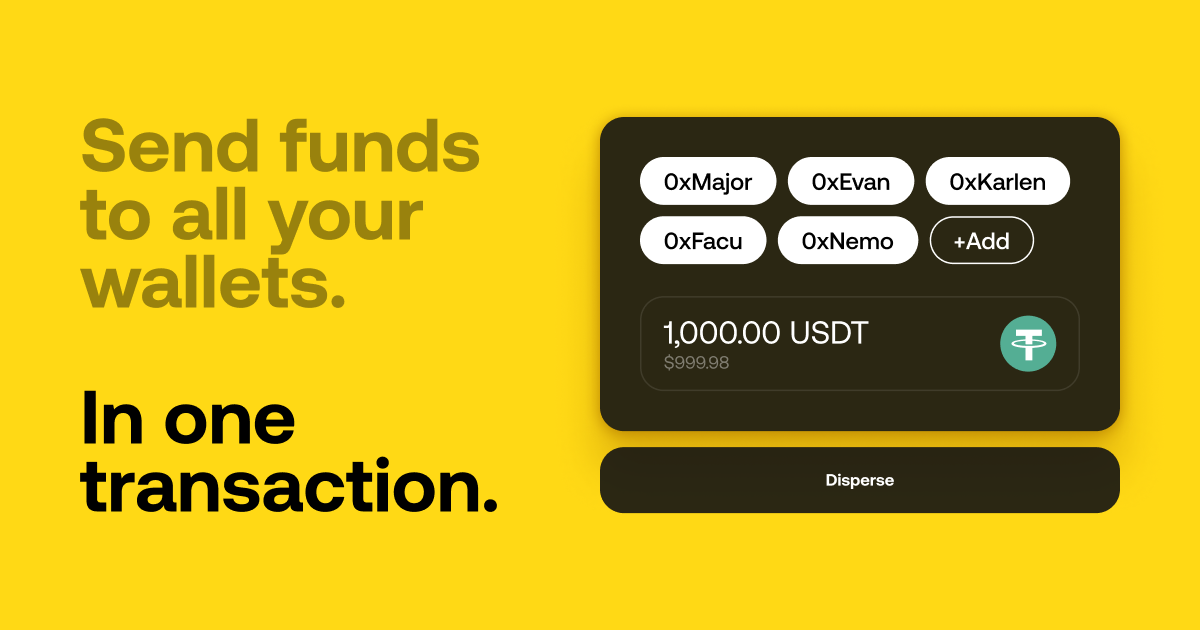 Send funds
to all your
wallets.
In one
transaction.
0xMajor 0xEvan 0xKarlen
0xFacu 0xNemo +Add
1,000.00 USDT
$999.98
Disperse